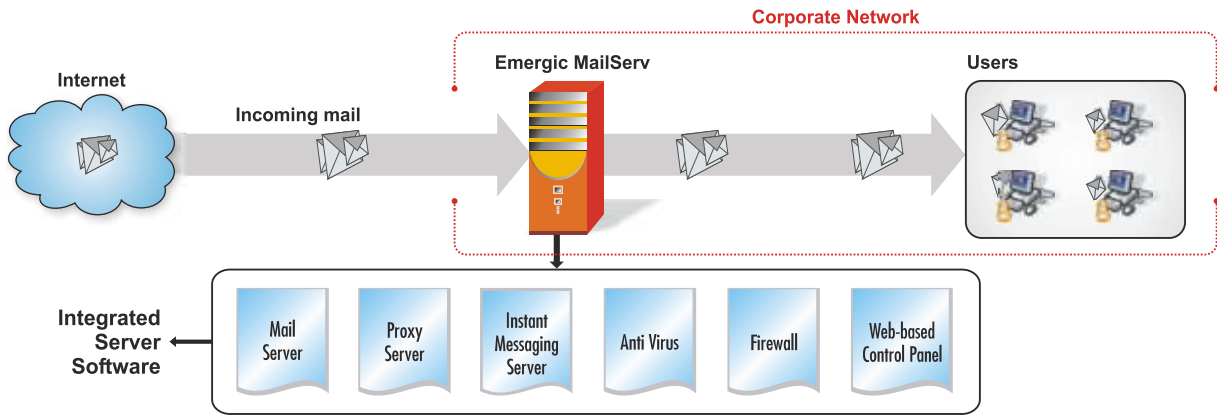 Corporate Network
Internet
Emergic MailServ
Users
Incoming mail
Integrated
Server
Software
Mail
Server
Proxy
Server
Instant
Messaging
Server
Anti Virus
Firewall
Web-based
Control Panel